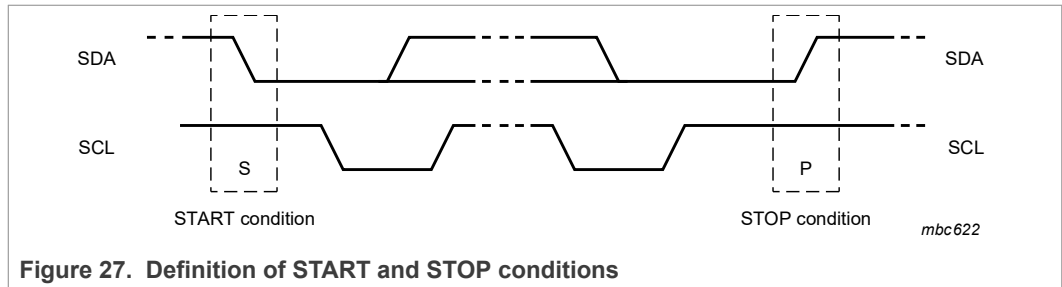 SDA
SDA
SCL
SCL
S
P
START condition
STOP condition
mbc622
Figure 27. Definition of START and STOP conditions